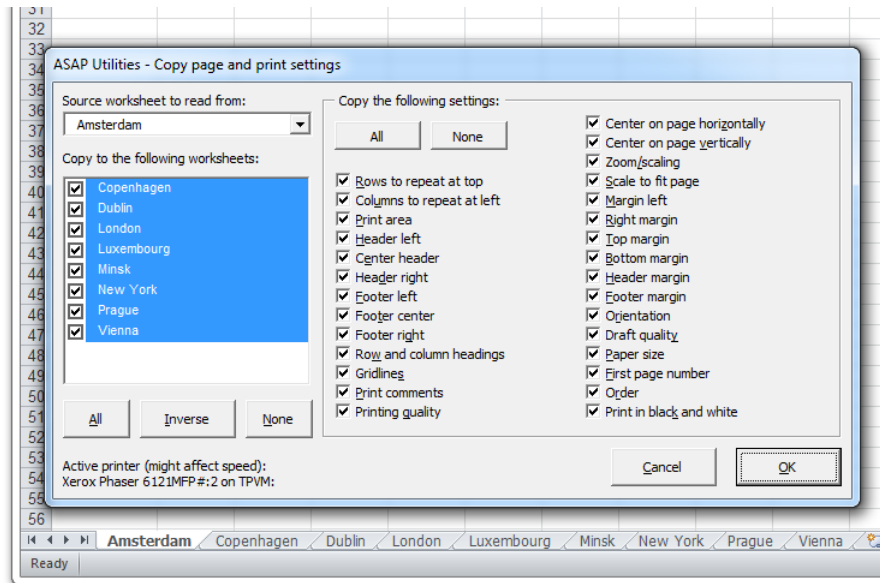 31
32
33
34
35
36
37
38
39
40
41
42
43
44
45
46
47
48
49
50
51
52
53
54
55
56
ASAP Utilities - Copy page and print settings
Source worksheet to read from:
Amsterdam
Copy to the following worksheets:
Copenhagen
Dublin
London
Luxembourg
Minsk
New York
Prague
Vienna
All Inverse None
Active printer (might affect speed):
Xerox Phaser 6121MFP#:2 on TPVM:
Copy the following settings:
All None
Rows to repeat at top
Columns to repeat at left
Print area
Header left
Center header
Header right
Footer left
Footer center
Footer right
Row and column headings
Gridlines
Print comments
Printing quality
Center on page horizontally
Center on page vertically
Zoom/scaling
Scale to fit page
Margin left
Right margin
Top margin
Bottom margin
Header margin
Footer margin
Orientation
Draft quality
Paper size
First page number
Order
Print in black and white
Cancel OK
Amsterdam Copenhagen Dublin London Luxembourg Minsk New York Prague Vienna
Ready